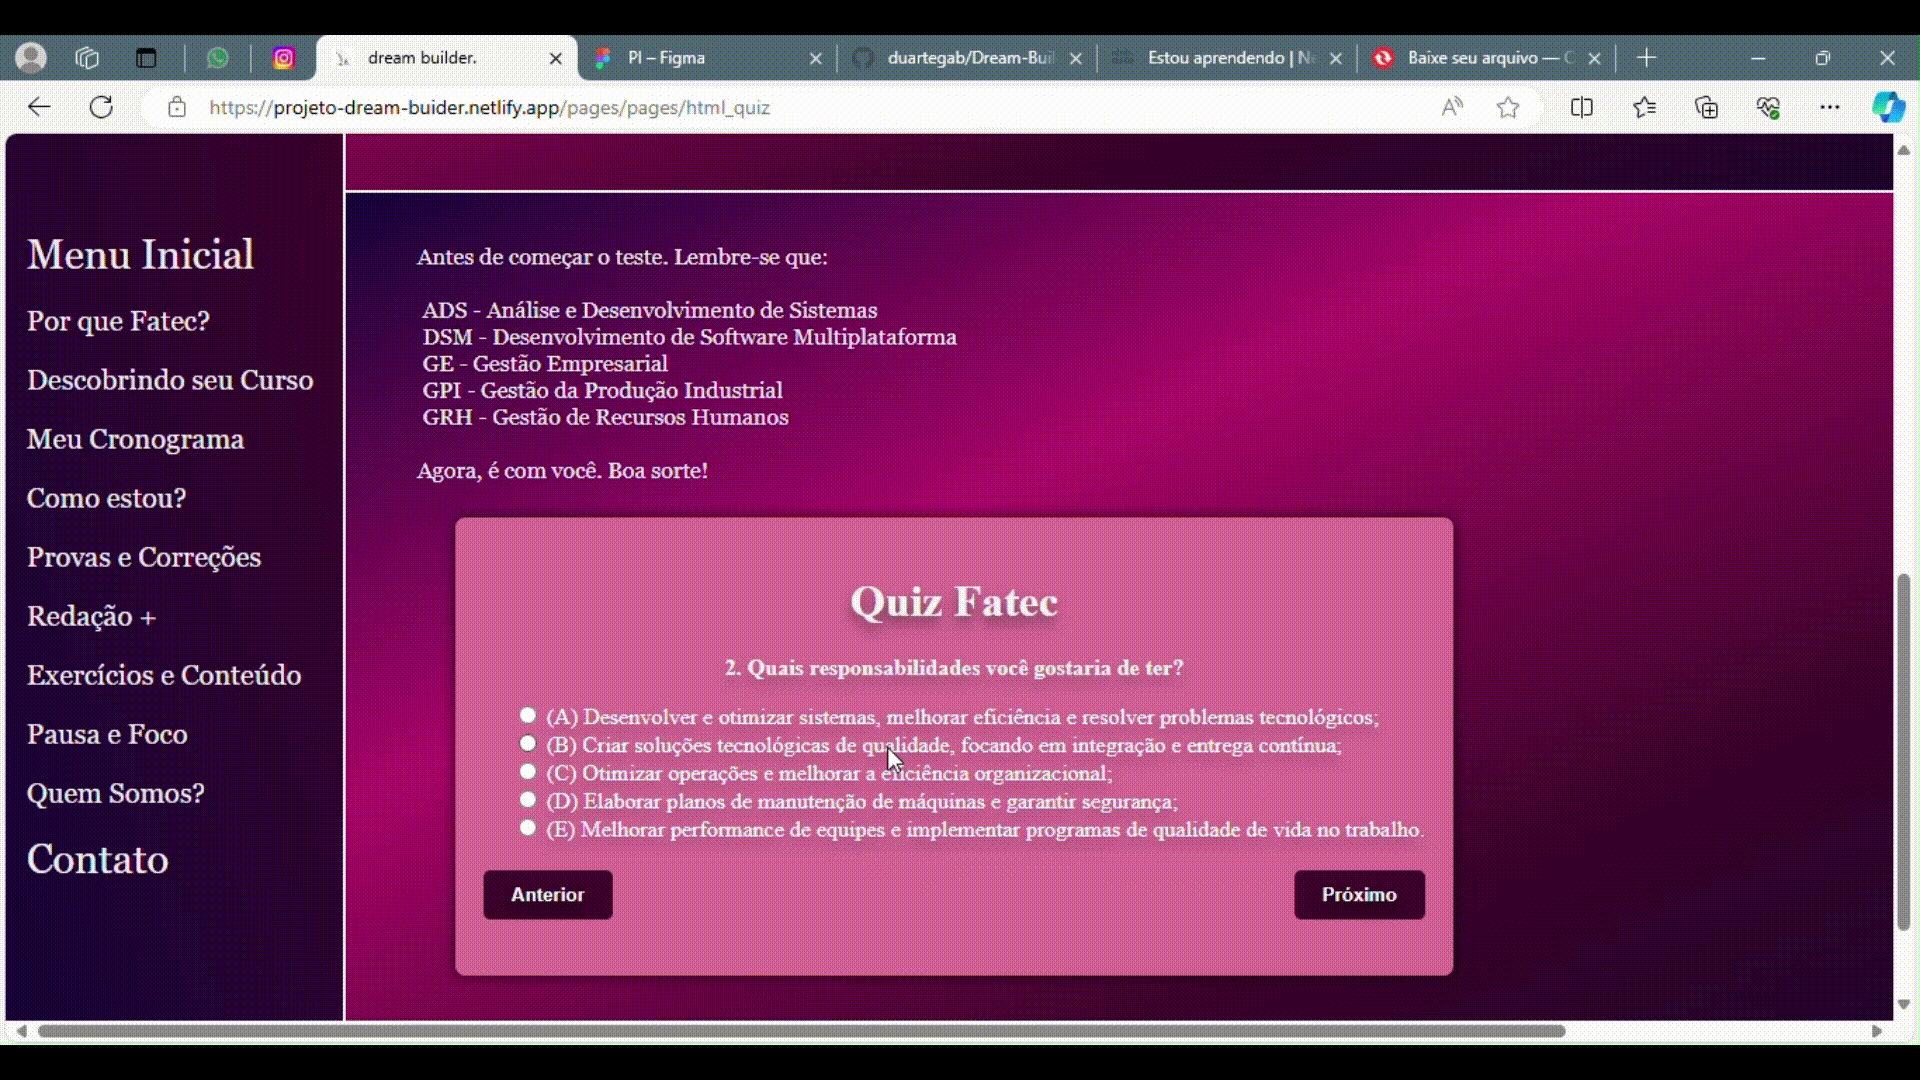 dream builder.
PI – Figma
duartegab/Dream-Buil
Estou aprendendo | Ne
Baixe seu arquivo — C
https://projeto-dream-buider.netlify.app/pages/pages/html_quiz
Menu Inicial
Por que Fatec?
Descobrindo seu Curso
Meu Cronograma
Como estou?
Provas e Correções
Redação +
Exercícios e Conteúdo
Pausa e Foco
Quem Somos?
Contato
Antes de começar o teste. Lembre-se que:
ADS - Análise e Desenvolvimento de Sistemas
DSM - Desenvolvimento de Software Multiplataforma
GE - Gestão Empresarial
GPI - Gestão da Produção Industrial
GRH - Gestão de Recursos Humanos
Agora, é com você. Boa sorte!
Quiz Fatec
2. Quais responsabilidades você gostaria de ter?
(A) Desenvolver e otimizar sistemas, melhorar eficiência e resolver problemas tecnológicos;
(B) Criar soluções tecnológicas de qualidade, focando em integração e entrega contínua;
(C) Otimizar operações e melhorar a eficiência organizacional;
(D) Elaborar planos de manutenção de máquinas e garantir segurança;
(E) Melhorar performance de equipes e implementar programas de qualidade de vida no trabalho.
Anterior
Próximo